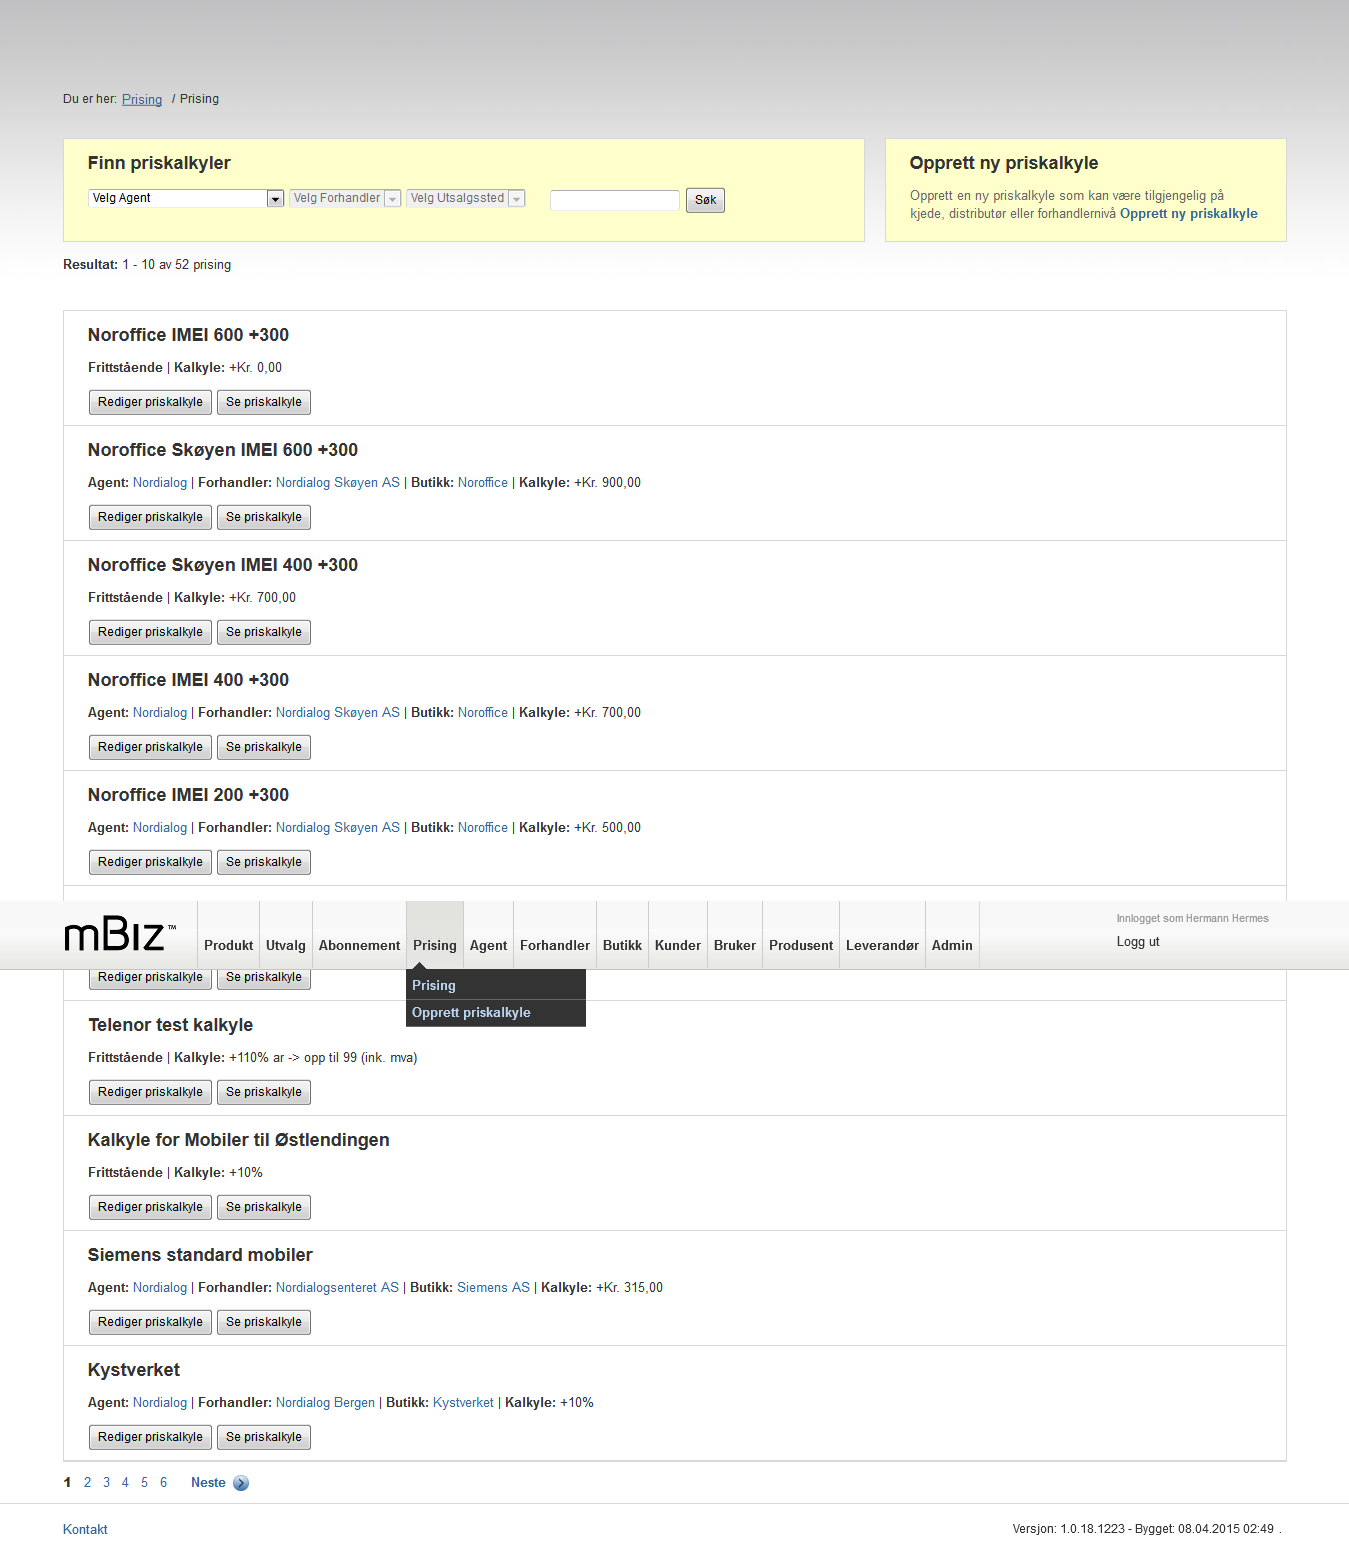 Du er her: Prising / Prising
Finn priskalkyler
Velg Agent Velg Forhandler Velg Utsalgssted Søk
Opprett ny priskalkyle
Opprett en ny priskalkyle som kan være tilgjengelig på
kjede, distributør eller forhandlernivå Opprett ny priskalkyle
Resultat: 1 - 10 av 52 prising
Noroffice IMEI 600 +300
Frittstående | Kalkyle: +Kr. 0,00
Rediger priskalkyle Se priskalkyle
Noroffice Skøyen IMEI 600 +300
Agent: Nordialog | Forhandler: Nordialog Skøyen AS | Butikk: Noroffice | Kalkyle: +Kr. 900,00
Rediger priskalkyle Se priskalkyle
Noroffice Skøyen IMEI 400 +300
Frittstående | Kalkyle: +Kr. 700,00
Rediger priskalkyle Se priskalkyle
Noroffice IMEI 400 +300
Agent: Nordialog | Forhandler: Nordialog Skøyen AS | Butikk: Noroffice | Kalkyle: +Kr. 700,00
Rediger priskalkyle Se priskalkyle
Noroffice IMEI 200 +300
Agent: Nordialog | Forhandler: Nordialog Skøyen AS | Butikk: Noroffice | Kalkyle: +Kr. 500,00
Rediger priskalkyle Se priskalkyle
mBiz™
Produkt Utvalg Abonnement Prising Agent Forhandler Butikk Kunder Bruker Produsent Leverandør Admin
Innlogget som Hermann Hermes
Logg ut
Rediger priskalkyle Se priskalkyle
Prising
Opprett priskalkyle
Telenor test kalkyle
Frittstående | Kalkyle: +110% ar -> opp til 99 (ink. mva)
Rediger priskalkyle Se priskalkyle
Kalkyle for Mobiler til Østlendingen
Frittstående | Kalkyle: +10%
Rediger priskalkyle Se priskalkyle
Siemens standard mobiler
Agent: Nordialog | Forhandler: Nordialogsenteret AS | Butikk: Siemens AS | Kalkyle: +Kr. 315,00
Rediger priskalkyle Se priskalkyle
Kystverket
Agent: Nordialog | Forhandler: Nordialog Bergen | Butikk: Kystverket | Kalkyle: +10%
Rediger priskalkyle Se priskalkyle
1 2 3 4 5 6 Neste
Kontakt
Versjon: 1.0.18.1223 - Bygget: 08.04.2015 02:49 .